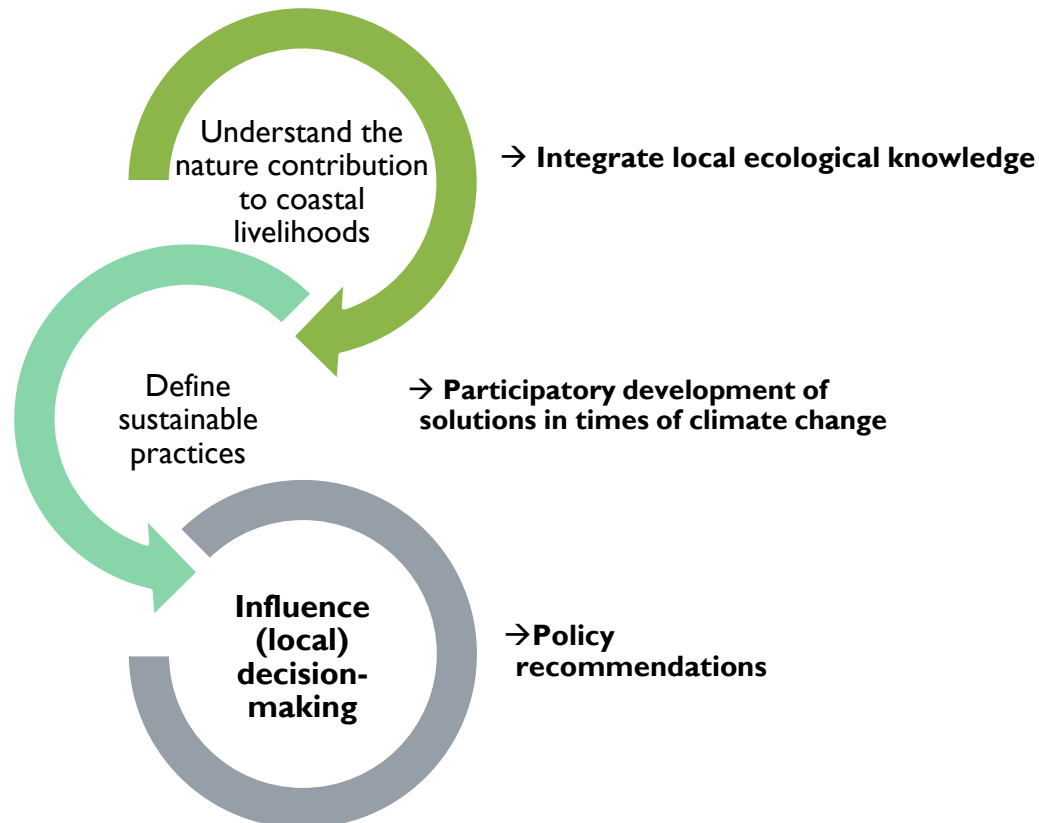 Understand the
nature contribution
to coastal
livelihoods
→ Integrate local ecological knowledge
Define
sustainable
practices
→ Participatory development of
solutions in times of climate change
Influence
(local)
decision-
making
→Policy
recommendations